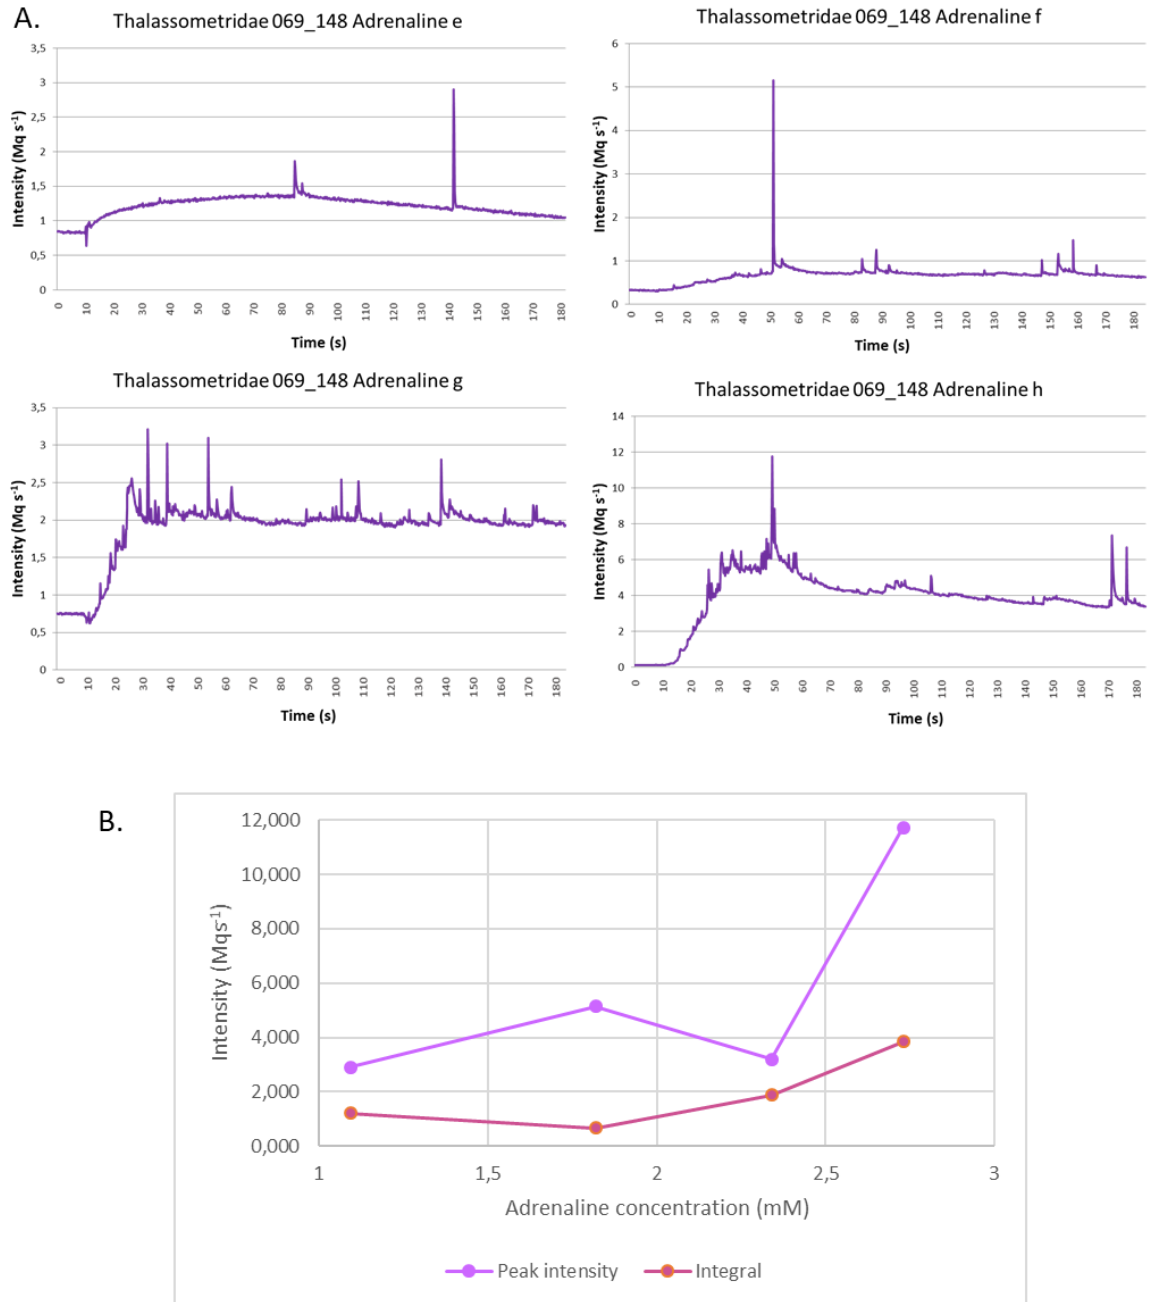 A.
Thalassometridae 069_148 Adrenaline e
3,5
3
2,5
2
1,5
1
0,5
0
Intensity (Mq s⁻¹)
0 10 20 30 40 50 60 70 80 90 100 110 120 130 140 150 160 170 180
Time (s)
Thalassometridae 069_148 Adrenaline f
6
5
4
3
2
1
0
Intensity (Mq s⁻¹)
0 10 20 30 40 50 60 70 80 90 100 110 120 130 140 150 160 170 180
Time (s)
Thalassometridae 069_148 Adrenaline g
3,5
3
2,5
2
1,5
1
0,5
0
Intensity (Mq s⁻¹)
0 10 20 30 40 50 60 70 80 90 100 110 120 130 140 150 160 170 180
Time (s)
Thalassometridae 069_148 Adrenaline h
14
12
10
8
6
4
2
0
Intensity (Mq s⁻¹)
0 10 20 30 40 50 60 70 80 90 100 110 120 130 140 150 160 170 180
Time (s)
B.
12,000
10,000
8,000
6,000
4,000
2,000
0,000
Intensity (Mqs⁻¹)
1 1,5 2 2,5 3
Adrenaline concentration (mM)
Peak intensity Integral